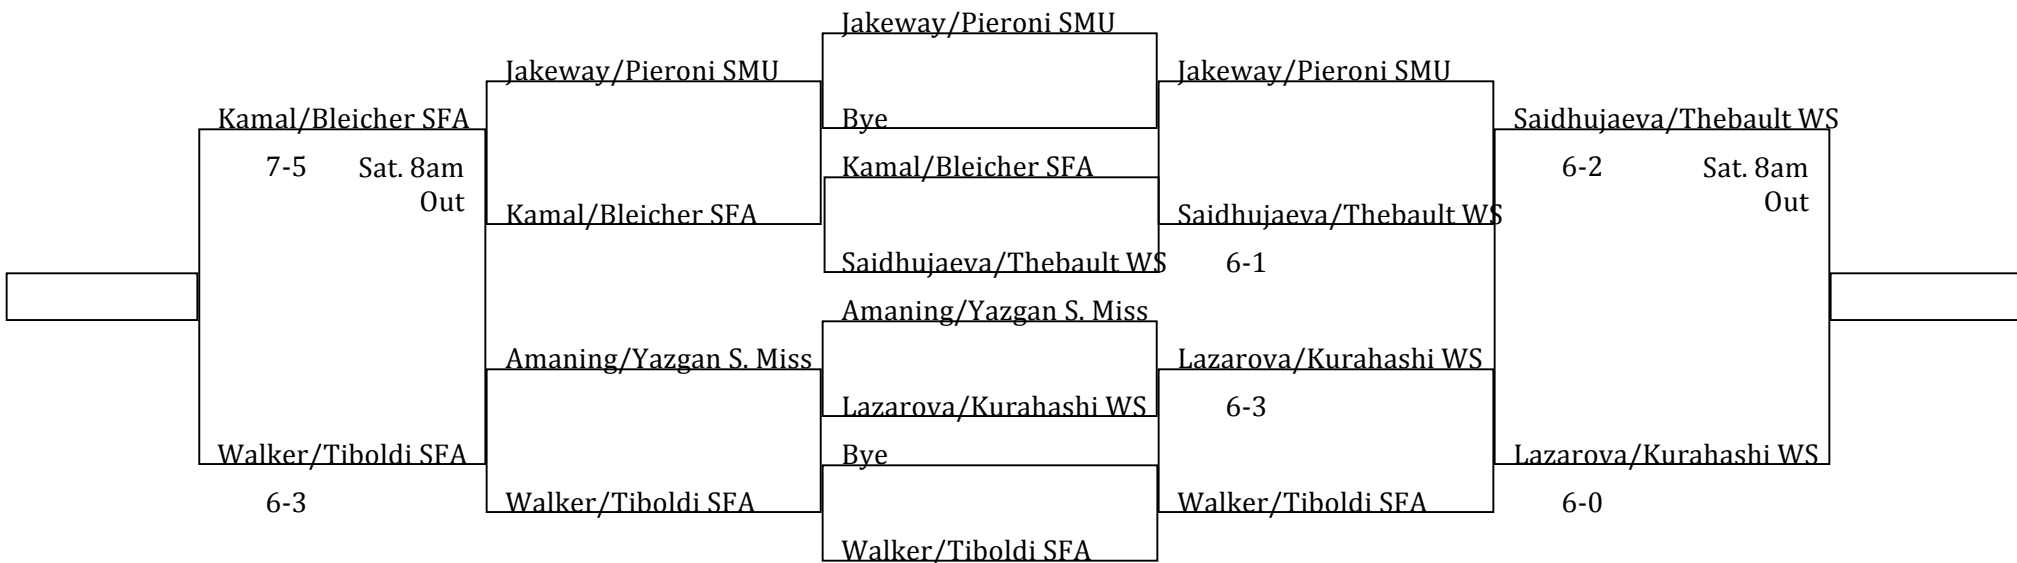 Jakeway/Pieroni SMU
Jakeway/Pieroni SMU
Jakeway/Pieroni SMU
Kamal/Bleicher SFA
Bye
Saidhujaeva/Thebault WS
7-5
Sat. 8am
Out
Kamal/Bleicher SFA
6-2
Sat. 8am
Out
Kamal/Bleicher SFA
Saidhujaeva/Thebault WS
Saidhujaeva/Thebault WS
6-1
Amaning/Yazgan S. Miss
Amaning/Yazgan S. Miss
Lazarova/Kurahashi WS
Lazarova/Kurahashi WS
6-3
Walker/Tiboldi SFA
Bye
Lazarova/Kurahashi WS
6-3
Walker/Tiboldi SFA
Walker/Tiboldi SFA
6-0
Walker/Tiboldi SFA